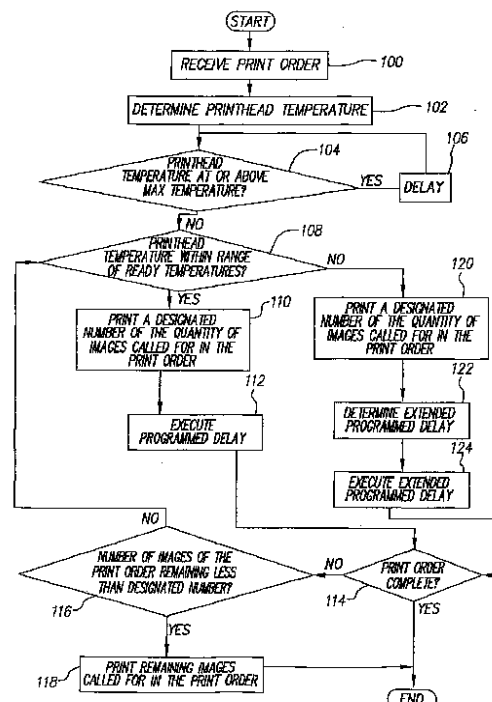 START
RECEIVE PRINT ORDER
100
DETERMINE PRINTHEAD TEMPERATURE
102
104
PRINTHEAD
TEMPERATURE AT OR ABOVE
MAX TEMPERATURE?
YES
106
DELAY
NO
108
PRINTHEAD
TEMPERATURE WITHIN RANGE
OF READY TEMPERATURES?
NO
YES
110
PRINT A DESIGNATED
NUMBER OF THE QUANTITY OF
IMAGES CALLED FOR IN THE
PRINT ORDER
120
PRINT A DESIGNATED
NUMBER OF THE QUANTITY OF
IMAGES CALLED FOR IN THE
PRINT ORDER
112
EXECUTE
PROGRAMMED DELAY
122
DETERMINE EXTENDED
PROGRAMMED DELAY
124
EXECUTE EXTENDED
PROGRAMMED DELAY
NO
NUMBER OF IMAGES OF THE
PRINT ORDER REMAINING LESS
THAN DESIGNATED NUMBER?
116
NO
PRINT ORDER
COMPLETE?
114
YES
YES
PRINT REMAINING IMAGES
CALLED FOR IN THE PRINT ORDER
118
END